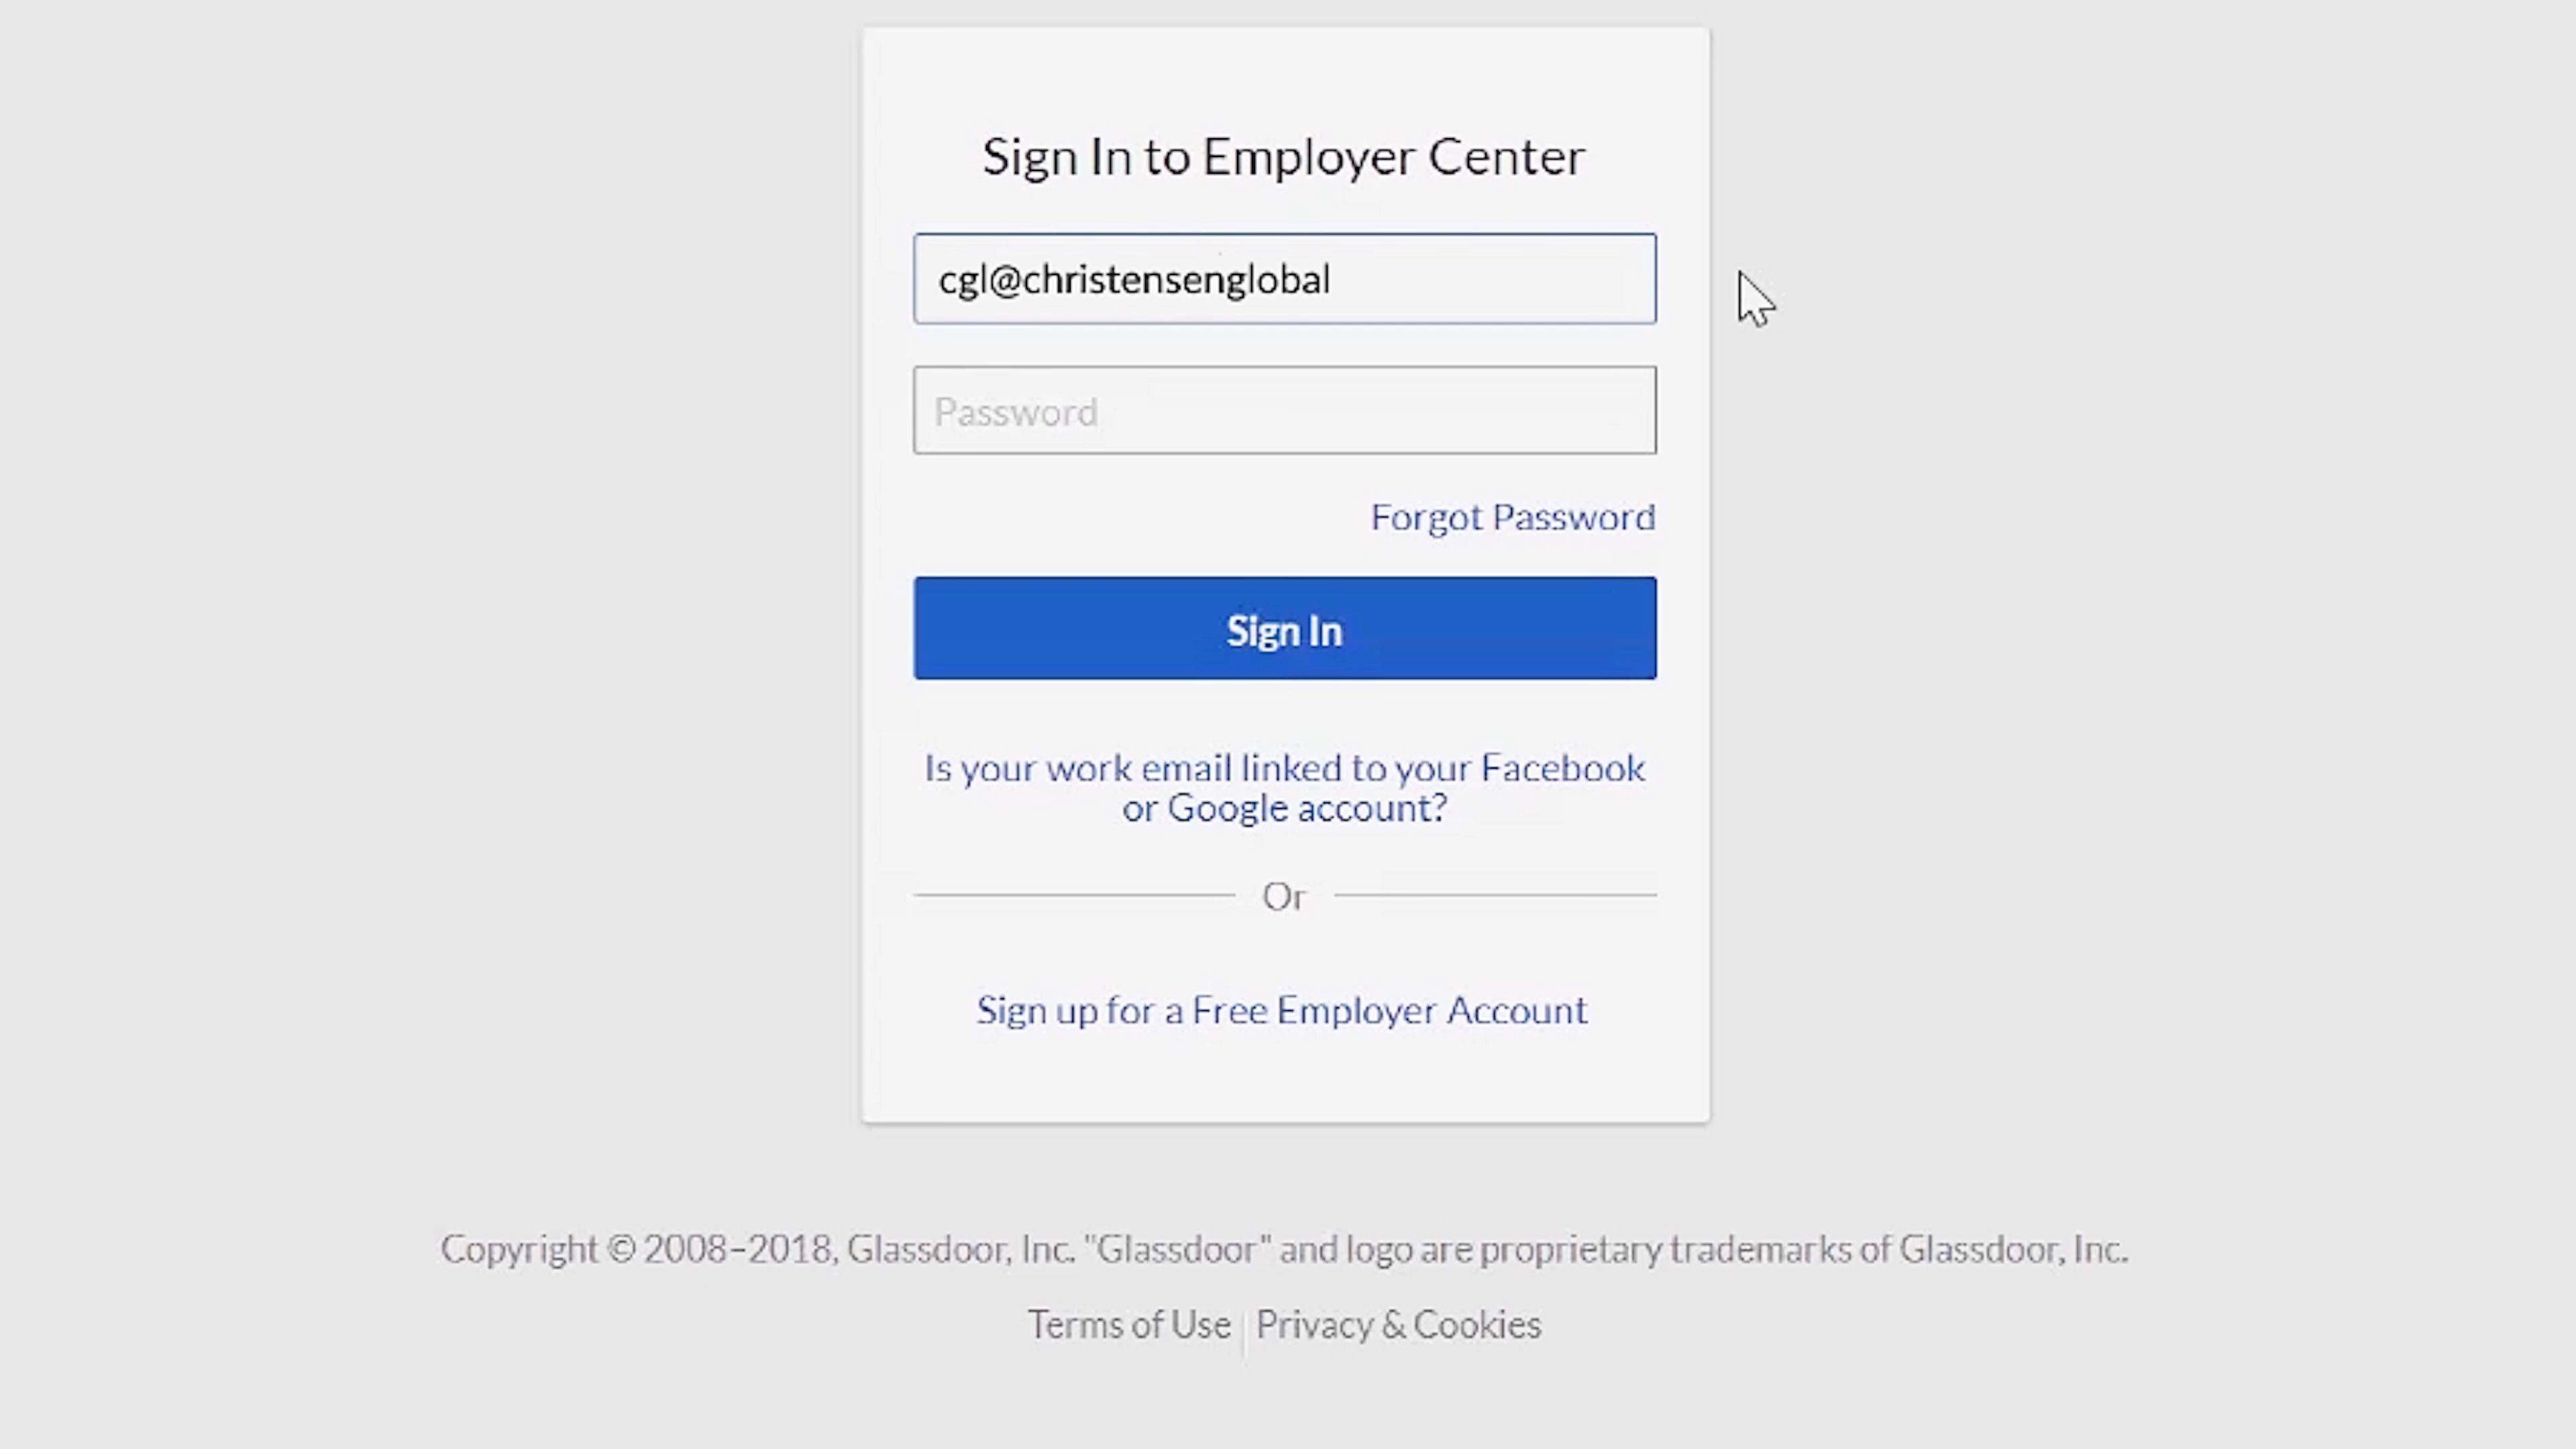 Sign In to Employer Center
cgl@christensenglobal
Password
Forgot Password
Sign In
Is your work email linked to your Facebook
or Google account?
Or
Sign up for a Free Employer Account
Copyright © 2008–2018, Glassdoor, Inc. "Glassdoor" and logo are proprietary trademarks of Glassdoor, Inc.
Terms of Use | Privacy & Cookies